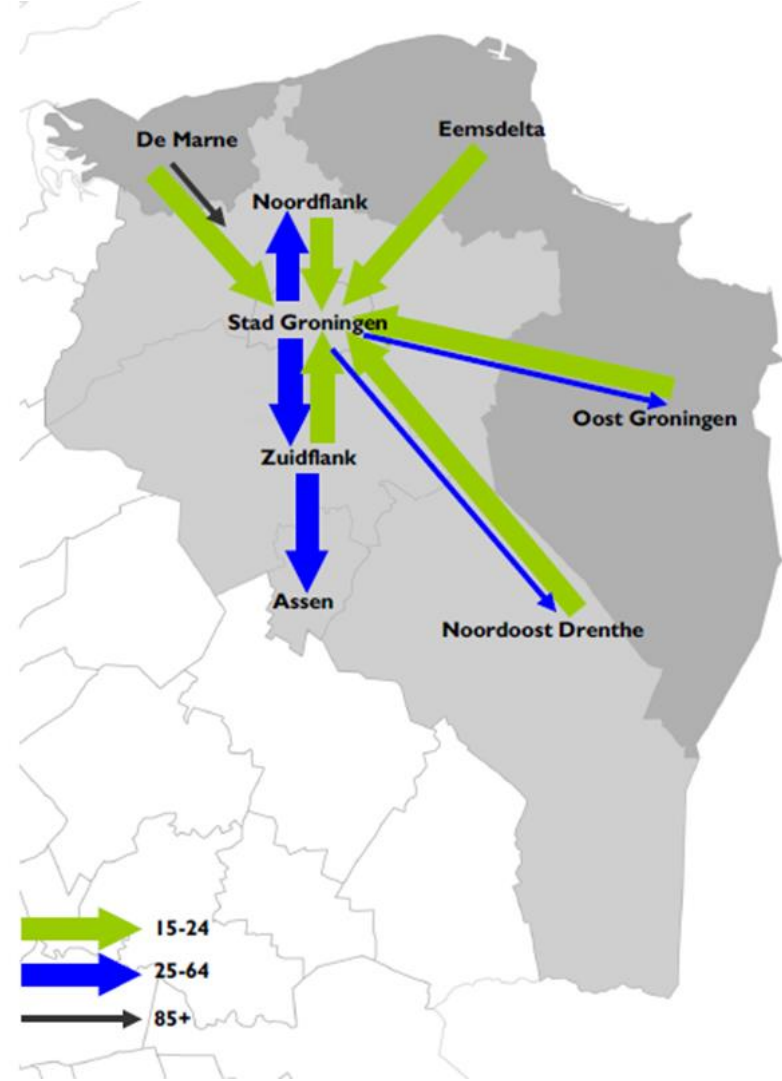 De Marne
Eemsdelta
Noordflank
Stad Groningen
Oost Groningen
Zuidflank
Assen
Noordoost Drenthe
15-24
25-64
85+